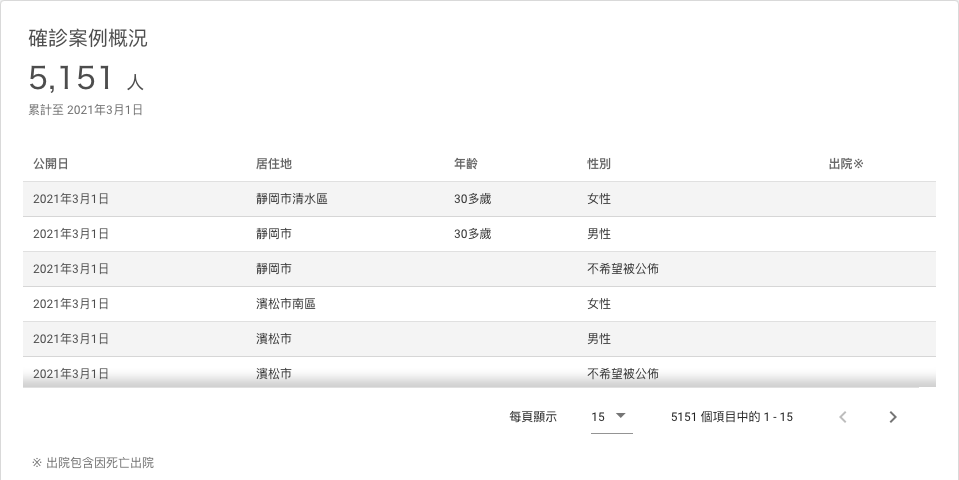 確診案例概況
5,151 人
累計至 2021年3月1日
公開日 居住地 年齡 性別 出院※
2021年3月1日 靜岡市清水區 30多歲 女性
2021年3月1日 靜岡市 30多歲 男性
2021年3月1日 靜岡市 不希望被公佈
2021年3月1日 濱松市南區 女性
2021年3月1日 濱松市 男性
2021年3月1日 濱松市 不希望被公佈
每頁顯示 15 5151 個項目中的 1 - 15
※ 出院包含因死亡出院